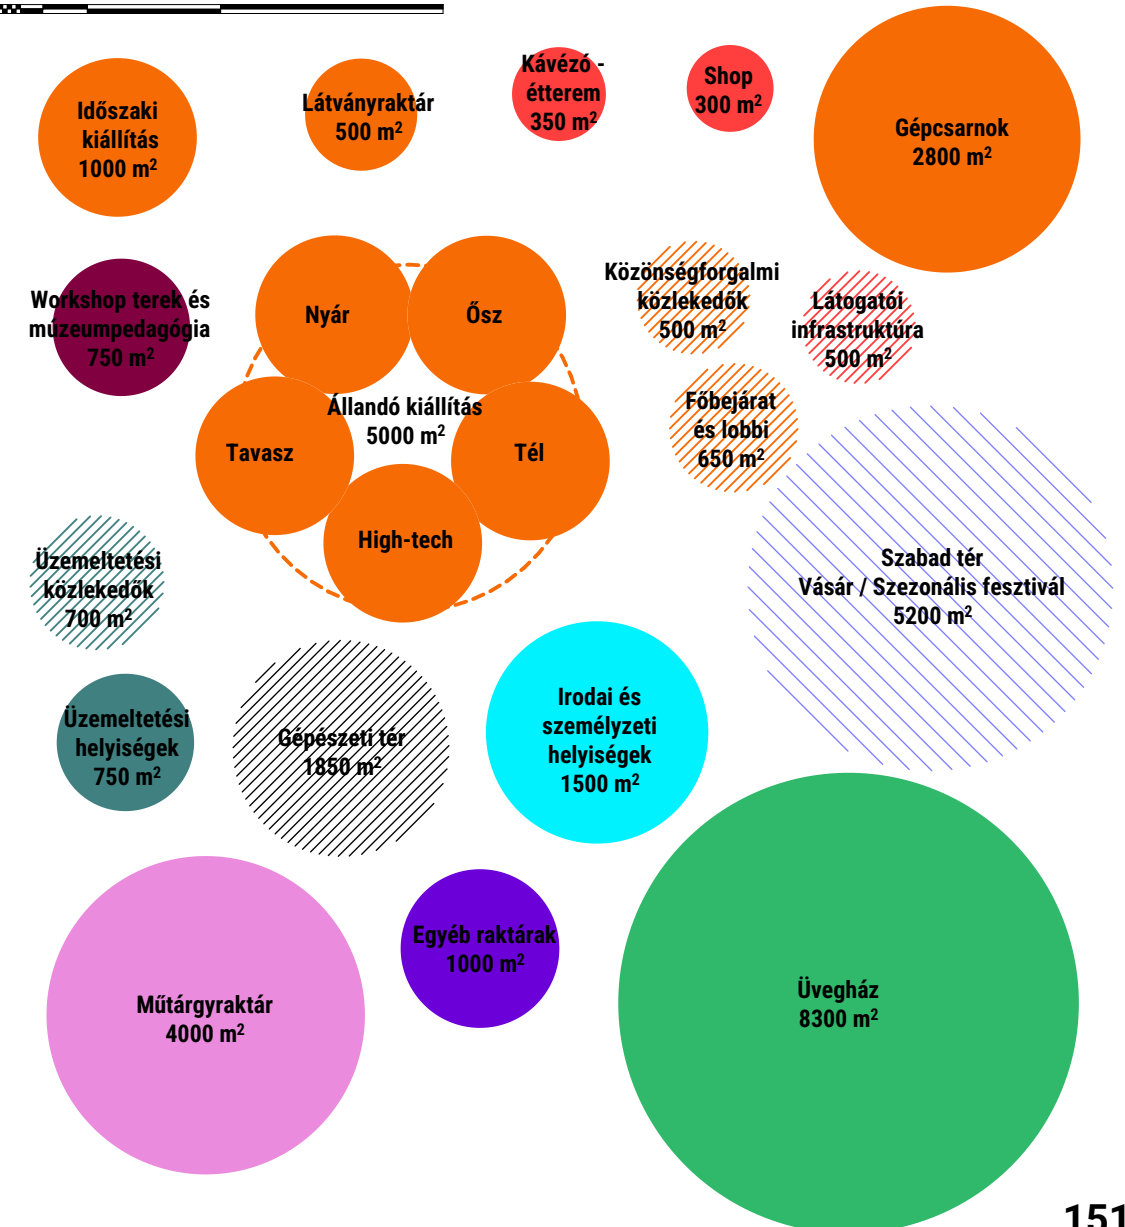 Időszaki
kiállítás
1000 m²
Látványraktár
500 m²
Kávézó -
étterem
350 m²
Shop
300 m²
Gépcsarnok
2800 m²
Workshop terek és
múzeumpedagógia
750 m²
Nyár
Ősz
Állandó kiállítás
5000 m²
Tavasz
Tél
High-tech
Közönségforgalmi
közlekedők
500 m²
Látogatói
infrastruktúra
500 m²
Főbejárat
és lobbi
650 m²
Üzemeltetési
közlekedők
700 m²
Szabad tér
Vásár / Szezonális fesztivál
5200 m²
Üzemeltetési
helyiségek
750 m²
Gépészeti tér
1850 m²
Irodai és
személyzeti
helyiségek
1500 m²
Műtárgyraktár
4000 m²
Egyéb raktárak
1000 m²
Üvegház
8300 m²
151